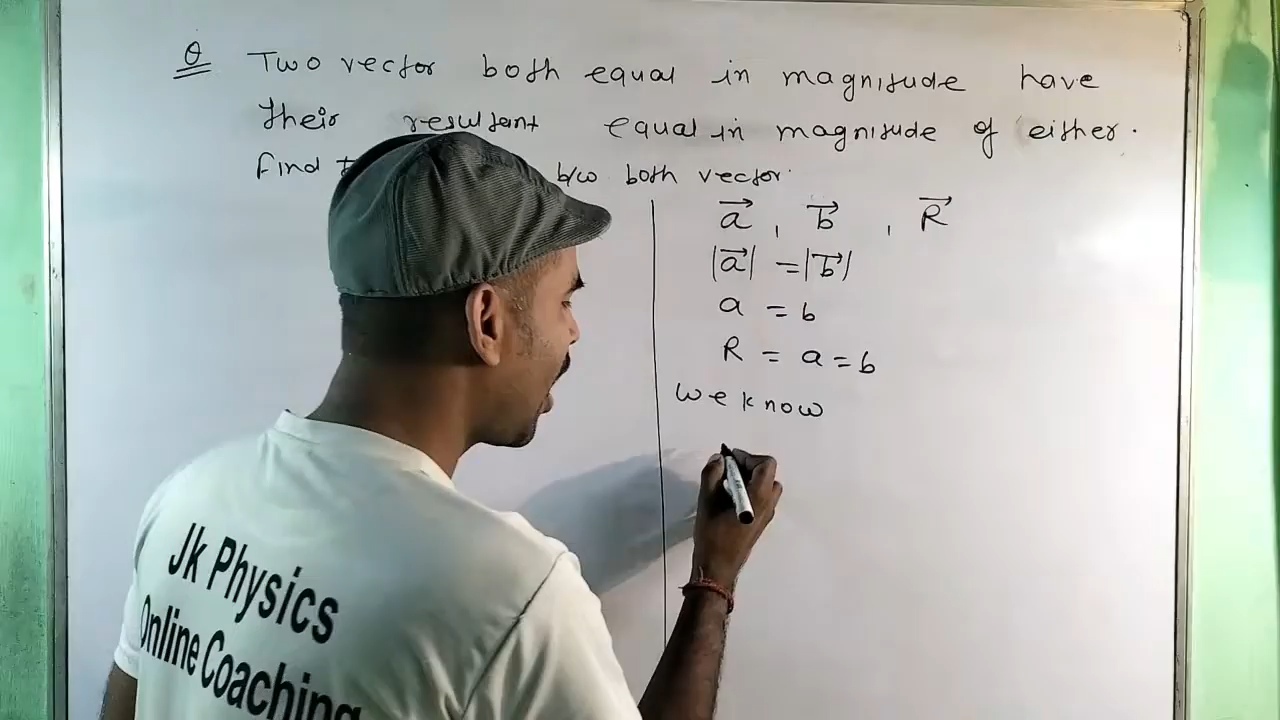 Q Two vector both equal in magnitude have
their resultant equal in magnitude of either.
Find b/w both vector.
a⃗ , b⃗ , R⃗
|a⃗| = |b⃗|
a = b
R = a = b
we know
Jk Physics
Online Coaching